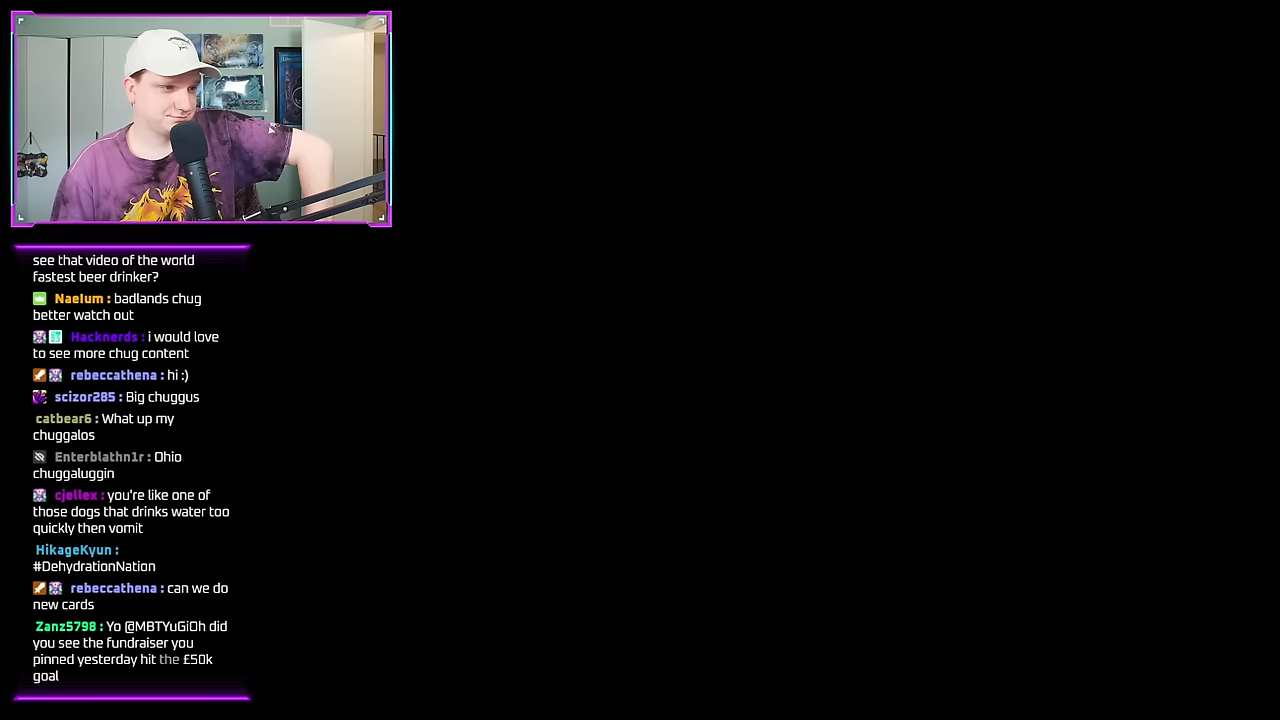 see that video of the world
fastest beer drinker?
Naelum : badlands chug
better watch out
Hacknerds : i would love
to see more chug content
rebeccathena : hi :)
scizor285 : Big chuggus
catbear6 : What up my
chuggalos
Enterblathn1r : Ohio
chuggaluggin
cjellex : you're like one of
those dogs that drinks water too
quickly then vomit
HikageKyun :
#DehydrationNation
rebeccathena : can we do
new cards
Zanz5798 : Yo @MBTYuGiOh did
you see the fundraiser you
pinned yesterday hit the £50k
goal